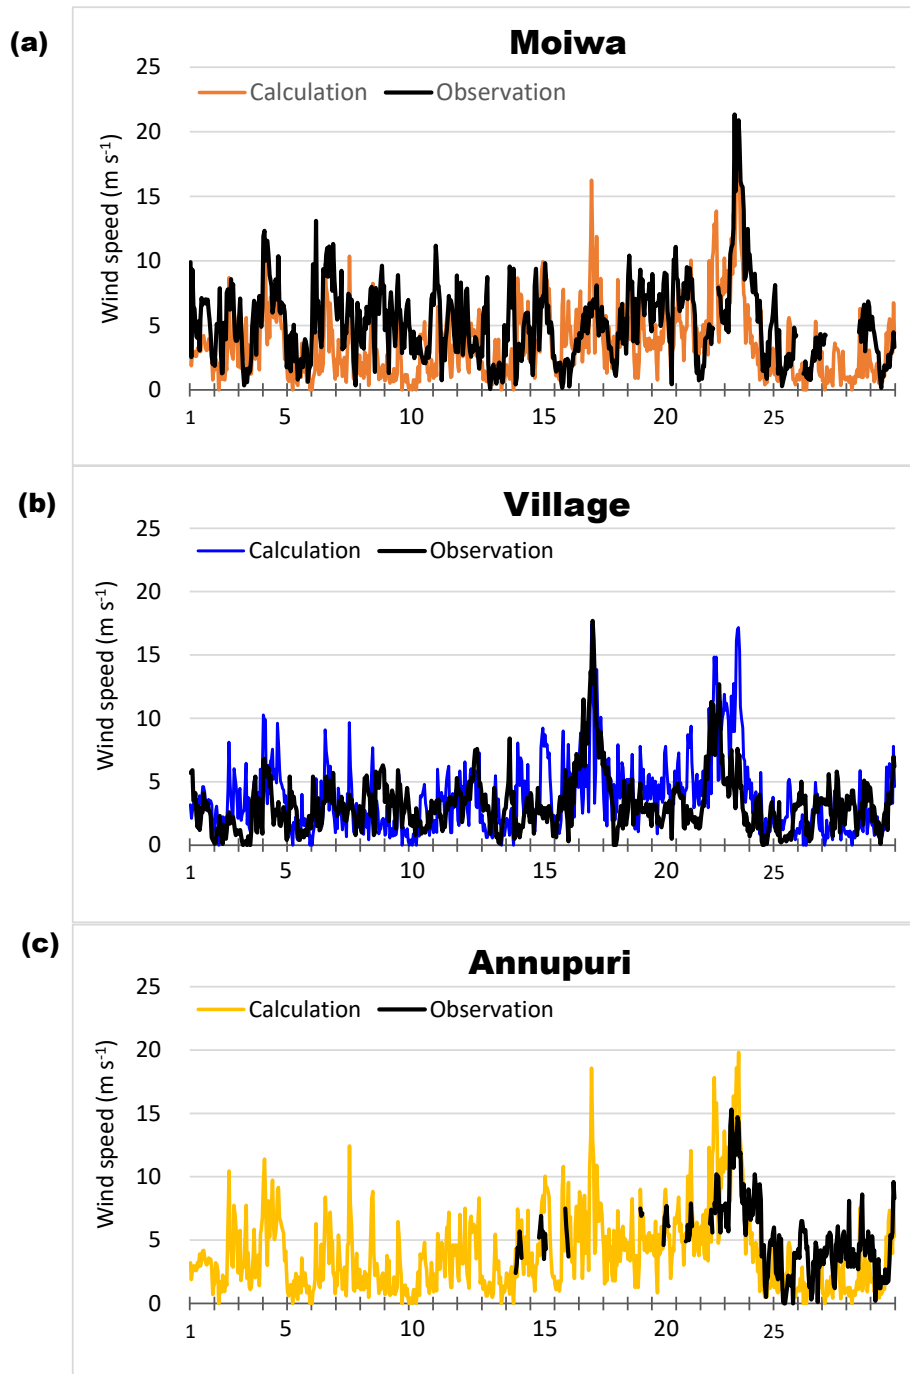 (a)
Moiwa
25
Calculation Observation
20
15
10
5
0
Wind speed (m s⁻¹)
1 5 10 15 20 25
(b)
Village
25
Calculation Observation
20
15
10
5
0
Wind speed (m s⁻¹)
1 5 10 15 20 25
(c)
Annupuri
25
Calculation Observation
20
15
10
5
0
Wind speed (m s⁻¹)
1 5 10 15 20 25